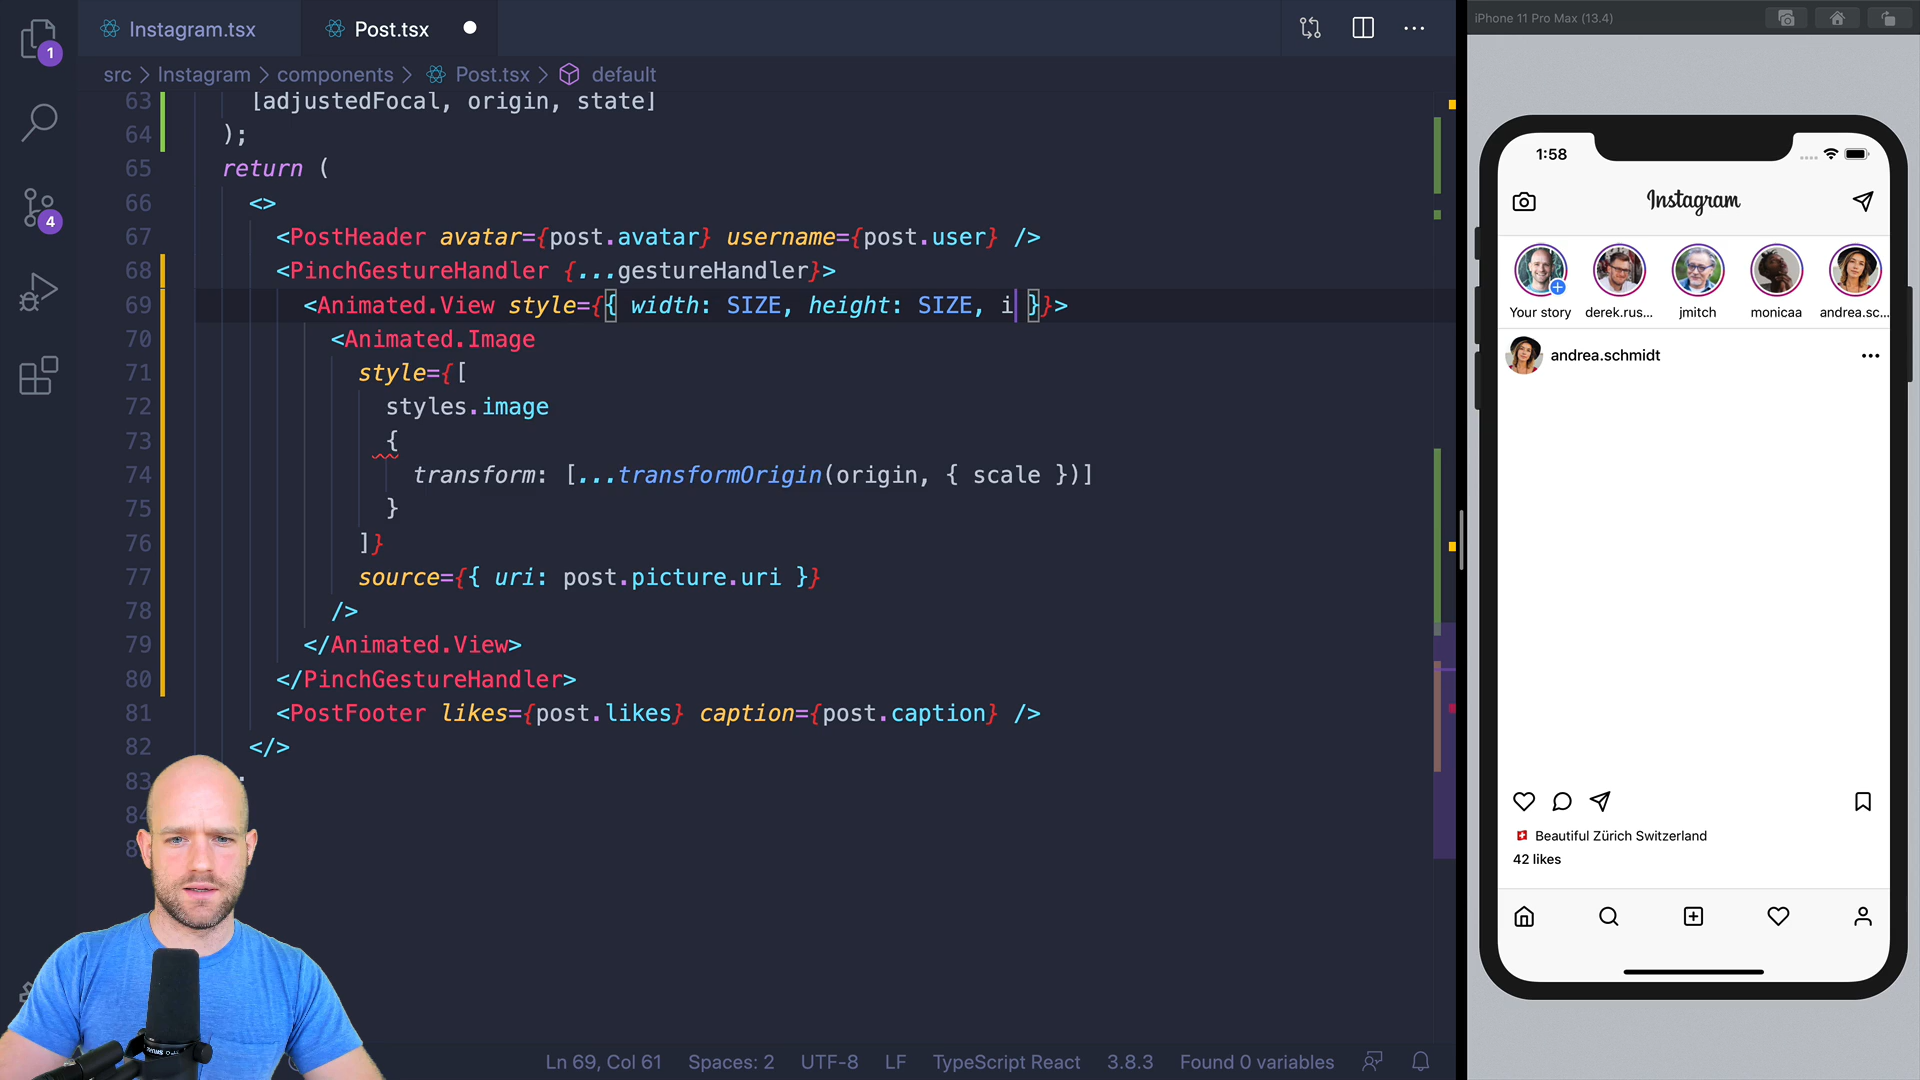 Instagram.tsx
Post.tsx
iPhone 11 Pro Max (13.4)
1
4
src > Instagram > components > Post.tsx > default
63 [adjustedFocal, origin, state]
64 );
65 return (
66 <>
67 <PostHeader avatar={post.avatar} username={post.user} />
68 <PinchGestureHandler {...gestureHandler}>
69 <Animated.View style={{ width: SIZE, height: SIZE, i }}>
70 <Animated.Image
71 style={[
72 styles.image
73 {
74 transform: [...transformOrigin(origin, { scale })]
75 }
76 ]}
77 source={{ uri: post.picture.uri }}
78 />
79 </Animated.View>
80 </PinchGestureHandler>
81 <PostFooter likes={post.likes} caption={post.caption} />
82 </>
83 ;
84
8
Ln 69, Col 61
Spaces: 2
UTF-8
LF
TypeScript React
3.8.3
Found 0 variables
1:58
Instagram
Your story
derek.rus...
jmitch
monicaa
andrea.sc...
andrea.schmidt
Beautiful Zürich Switzerland
42 likes